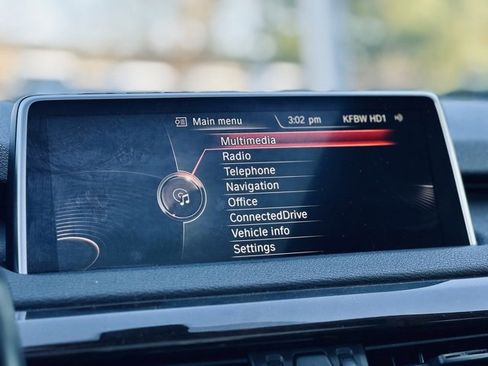 Main menu 3:02 pm KFBW HD1
Multimedia
Radio
Telephone
Navigation
Office
ConnectedDrive
Vehicle info
Settings